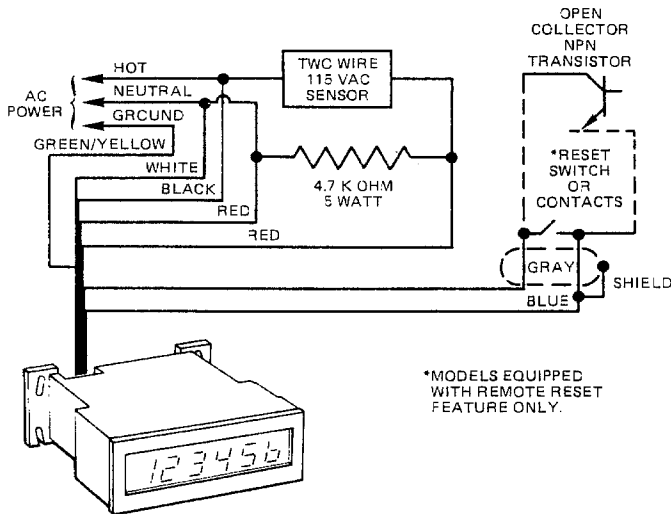 OPEN
COLLECTOR
NPN
TRANSISTOR
HOT
TWC WIRE
115 VAC
SENSOR
AC
POWER
NEUTRAL
GROUND
GREEN/YELLOW
WHITE
BLACK
RED
RED
4.7 K OHM
5 WATT
*RESET
SWITCH
OR
CONTACTS
GRAY
BLUE
SHIELD
*MODELS EQUIPPED
WITH REMOTE RESET
FEATURE ONLY.
123456